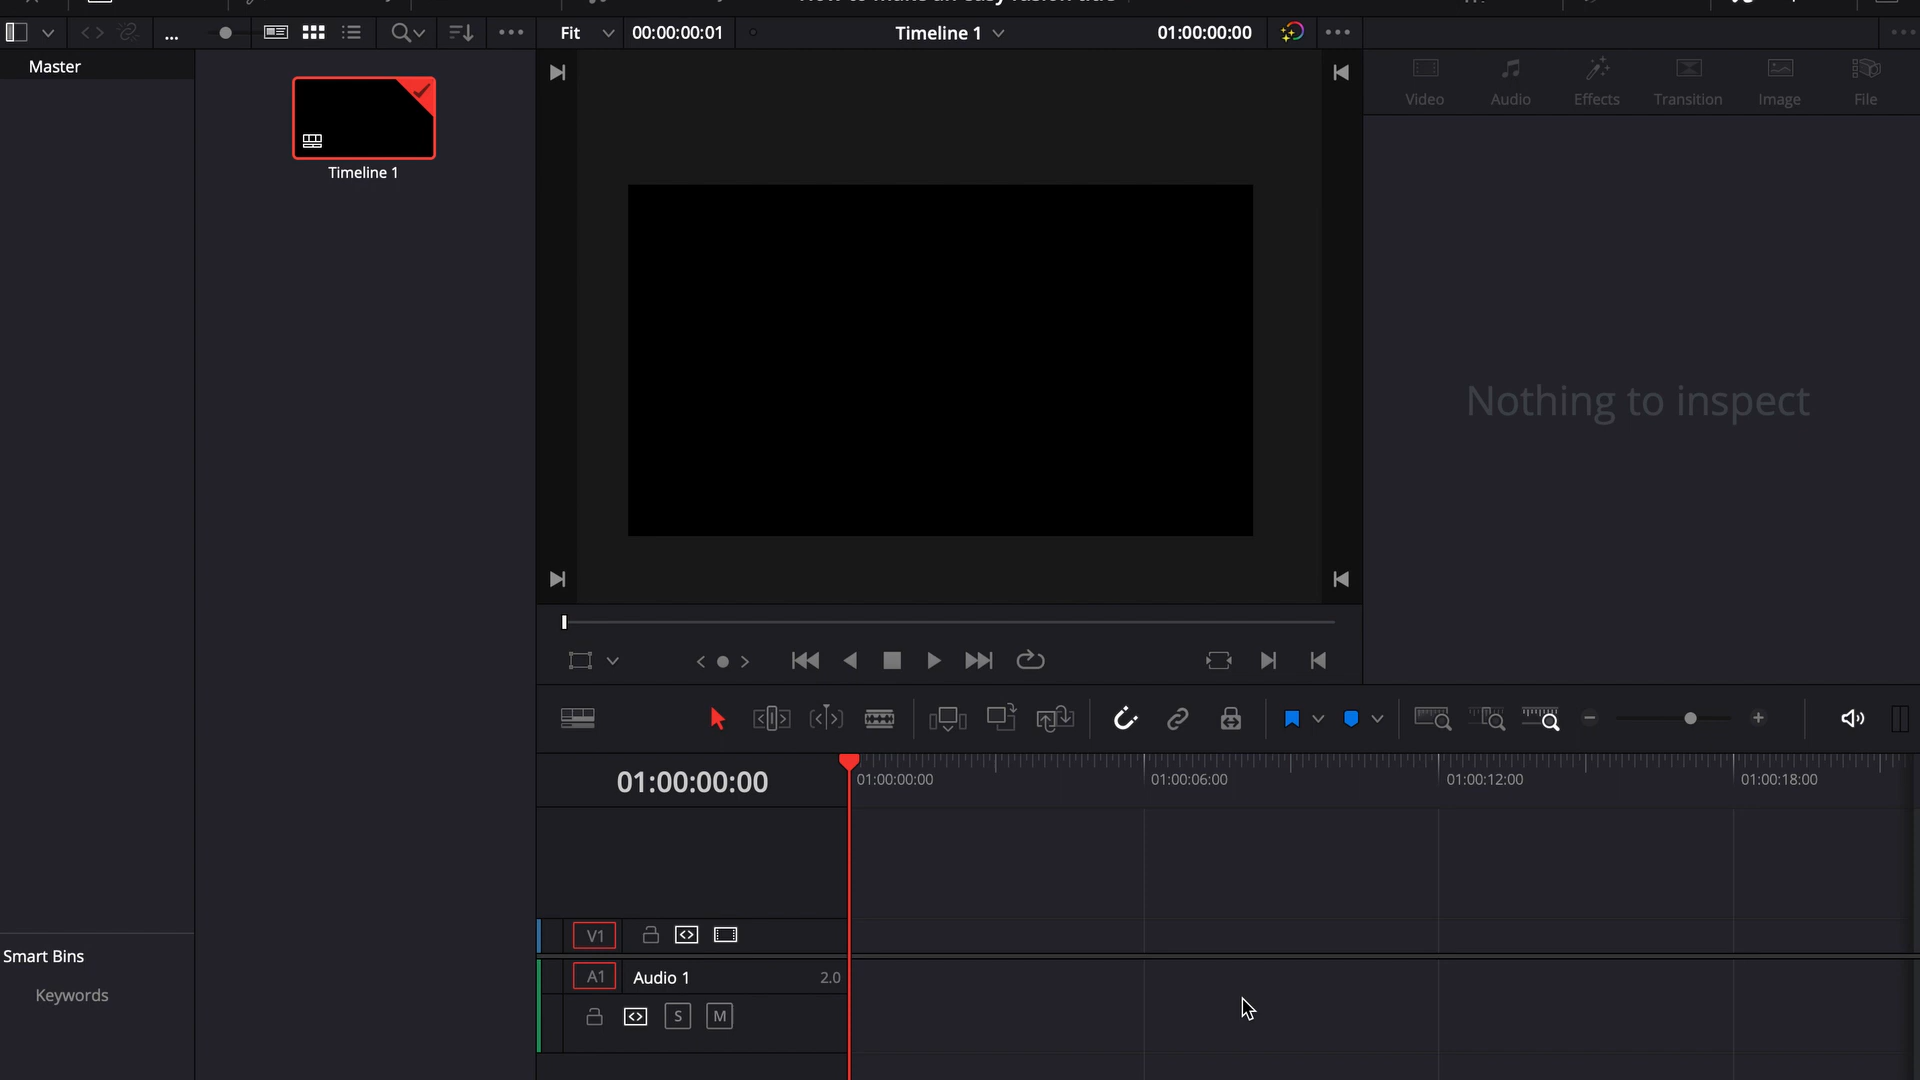 Fit
00:00:00:01
Timeline 1
01:00:00:00
...
Master
Timeline 1
Video
Audio
Effects
Transition
Image
File
Nothing to inspect
01:00:00:00
01:00:00:00
01:00:06:00
01:00:12:00
01:00:18:00
V1
A1
Audio 1
2.0
S
M
Smart Bins
Keywords